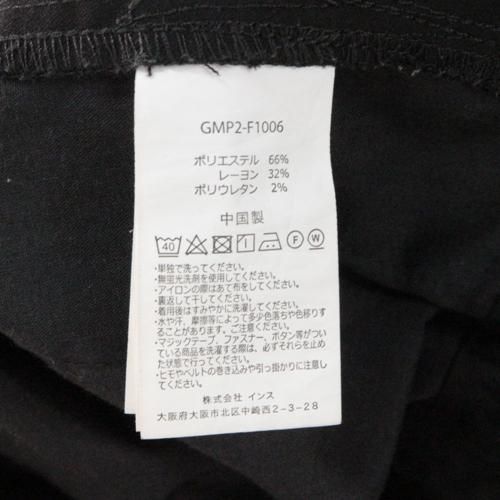 GMP2-F1006
ポリエステル 66%
レーヨン 32%
ポリウレタン 2%
中国製
40 F W
・単独で洗ってください。
・無蛍光洗剤を使用してください。
・アイロンの際はあて布をしてください。
・裏返して干してください。
・着用後はすみやかに洗濯してください。
・水や汗、摩擦等によって多少色落ちや色移りす
ることがあります。ご注意ください。
・マジックテープ、ファスナー、ボタン等がつい
ている商品を洗濯する際は、必ずそれらを止め
た状態で行ってください。
・ヒモやベルトの巻き込みや引っ掛かりに注意し
てください。
株式会社 インス
大阪府大阪市北区中崎西2-3-28